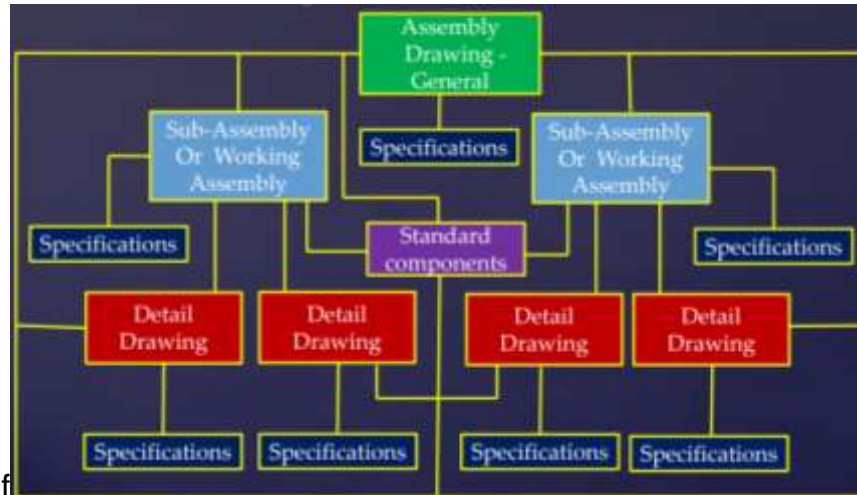 Assembly
Drawing -
General
Specifications
Sub-Assembly
Or Working
Assembly
Sub-Assembly
Or Working
Assembly
Specifications
Standard
components
Specifications
Detail
Drawing
Detail
Drawing
Detail
Drawing
Detail
Drawing
Specifications
Specifications
Specifications
Specifications
f